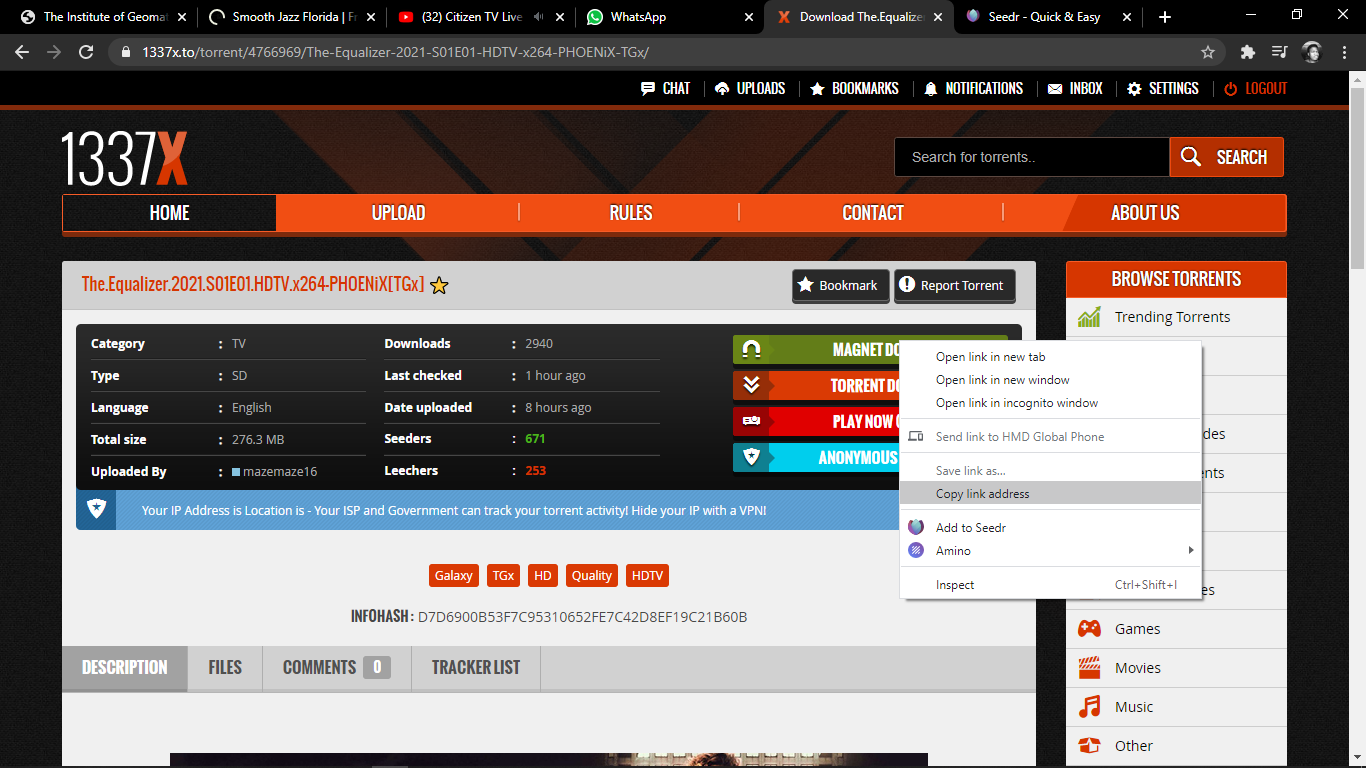 The Institute of Geomat
Smooth Jazz Florida | Fr
(32) Citizen TV Live
WhatsApp
Download The.Equalizer
Seedr - Quick & Easy
1337x.to/torrent/4766969/The-Equalizer-2021-S01E01-HDTV-x264-PHOENiX-TGx/
CHAT UPLOADS BOOKMARKS NOTIFICATIONS INBOX SETTINGS LOGOUT
1337X
Search for torrents..
SEARCH
HOME UPLOAD RULES CONTACT ABOUT US
The.Equalizer.2021.S01E01.HDTV.x264-PHOENiX[TGx]
Bookmark
Report Torrent
Category : TV
Type : SD
Language : English
Total size : 276.3 MB
Uploaded By : mazemaze16
Downloads : 2940
Last checked : 1 hour ago
Date uploaded : 8 hours ago
Seeders : 671
Leechers : 253
MAGNET DO
TORRENT DO
PLAY NOW
ANONYMOUS
Open link in new tab
Open link in new window
Open link in incognito window
Send link to HMD Global Phone
Save link as...
Copy link address
Add to Seedr
Amino
Inspect Ctrl+Shift+I
Your IP Address is Location is - Your ISP and Government can track your torrent activity! Hide your IP with a VPN!
Galaxy TGx HD Quality HDTV
INFOHASH : D7D6900B53F7C95310652FE7C42D8EF19C21B60B
DESCRIPTION FILES COMMENTS 0 TRACKER LIST
BROWSE TORRENTS
Trending Torrents
Games
Movies
Music
Other